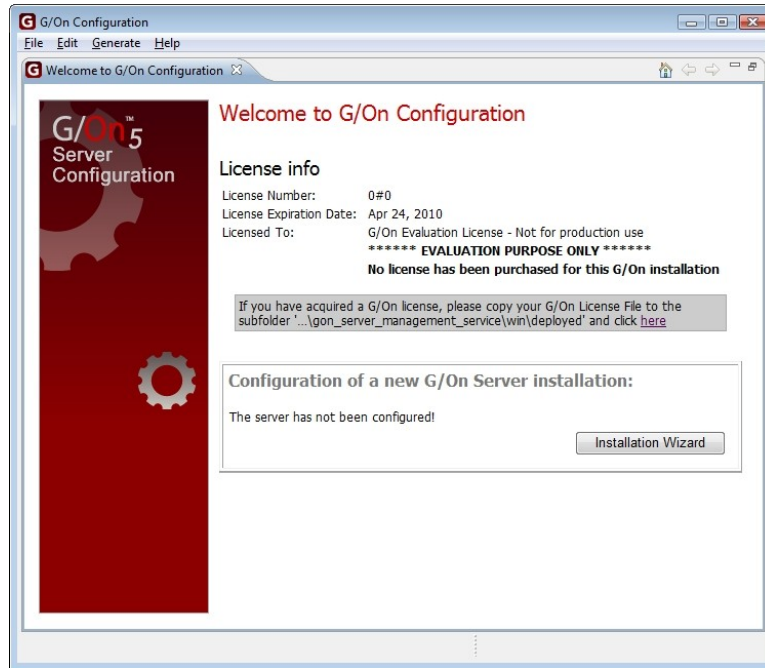 G/On Configuration
File Edit Generate Help
Welcome to G/On Configuration
G/On™ 5
Server
Configuration
Welcome to G/On Configuration
License info
License Number: 0#0
License Expiration Date: Apr 24, 2010
Licensed To: G/On Evaluation License - Not for production use
****** EVALUATION PURPOSE ONLY ******
No license has been purchased for this G/On installation
If you have acquired a G/On license, please copy your G/On License File to the
subfolder '...\gon_server_management_service\win\deployed' and click here
Configuration of a new G/On Server installation:
The server has not been configured!
Installation Wizard